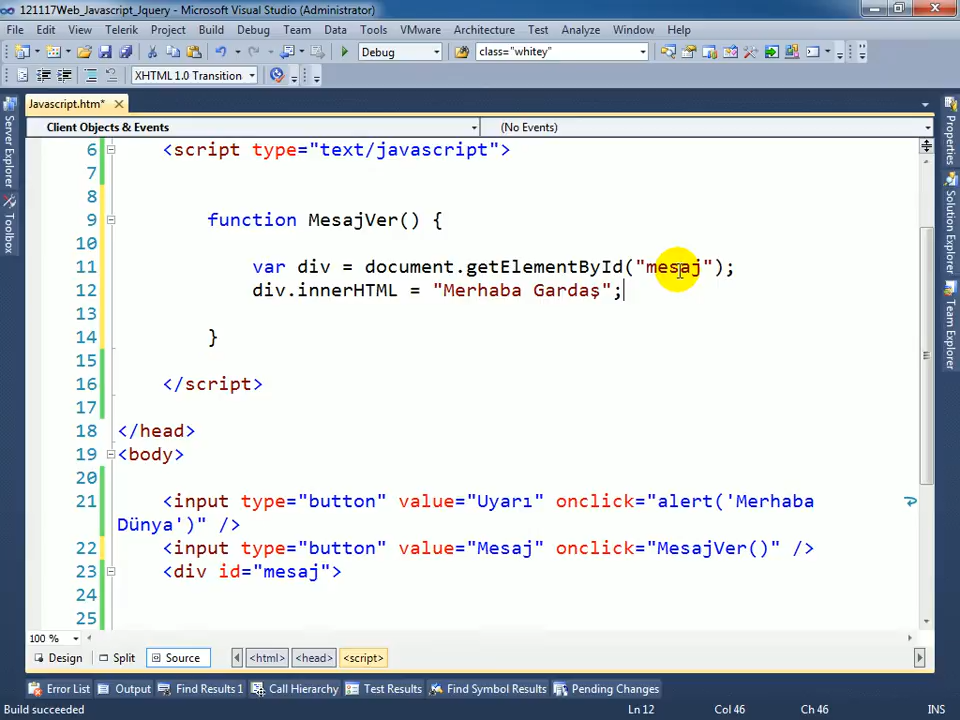 121117Web_Javascript_Jquery - Microsoft Visual Studio (Administrator)
File Edit View Telerik Project Build Debug Team Data Tools VMware Architecture Test Analyze Window Help
Debug class="whitey"
XHTML 1.0 Transition
Javascript.htm*
Client Objects & Events (No Events)
6 <script type="text/javascript">
7
8
9 function MesajVer() {
10
11 var div = document.getElementById("mesaj");
12 div.innerHTML = "Merhaba Gardaş";
13
14 }
15
16 </script>
17
18 </head>
19 <body>
20
21 <input type="button" value="Uyarı" onclick="alert('Merhaba
Dünya')" />
22 <input type="button" value="Mesaj" onclick="MesajVer()" />
23 <div id="mesaj">
24
25
100 %
Design Split Source <html> <head> <script>
Error List Output Find Results 1 Call Hierarchy Test Results Find Symbol Results Pending Changes
Build succeeded Ln 12 Col 46 Ch 46 INS
Server Explorer
Toolbox
Properties
Solution Explorer
Team Explorer